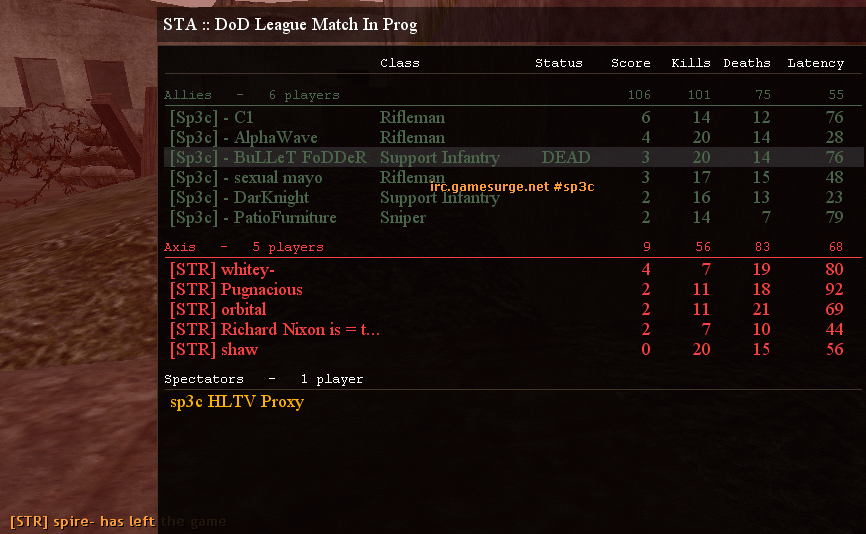 STA :: DoD League Match In Prog
Class Status Score Kills Deaths Latency
Allies - 6 players 106 101 75 55
[Sp3c] - C1 Rifleman 6 14 12 76
[Sp3c] - AlphaWave Rifleman 4 20 14 28
[Sp3c] - BuLLeT FoDDeR Support Infantry DEAD 3 20 14 76
[Sp3c] - sexual mayo Rifleman 3 17 15 48
irc.gamesurge.net #sp3c
[Sp3c] - DarKnight Support Infantry 2 16 13 23
[Sp3c] - PatioFurniture Sniper 2 14 7 79
Axis - 5 players 9 56 83 68
[STR] whitey- 4 7 19 80
[STR] Pugnacious 2 11 18 92
[STR] orbital 2 11 21 69
[STR] Richard Nixon is = t... 2 7 10 44
[STR] shaw 0 20 15 56
Spectators - 1 player
sp3c HLTV Proxy
[STR] spire- has left the game